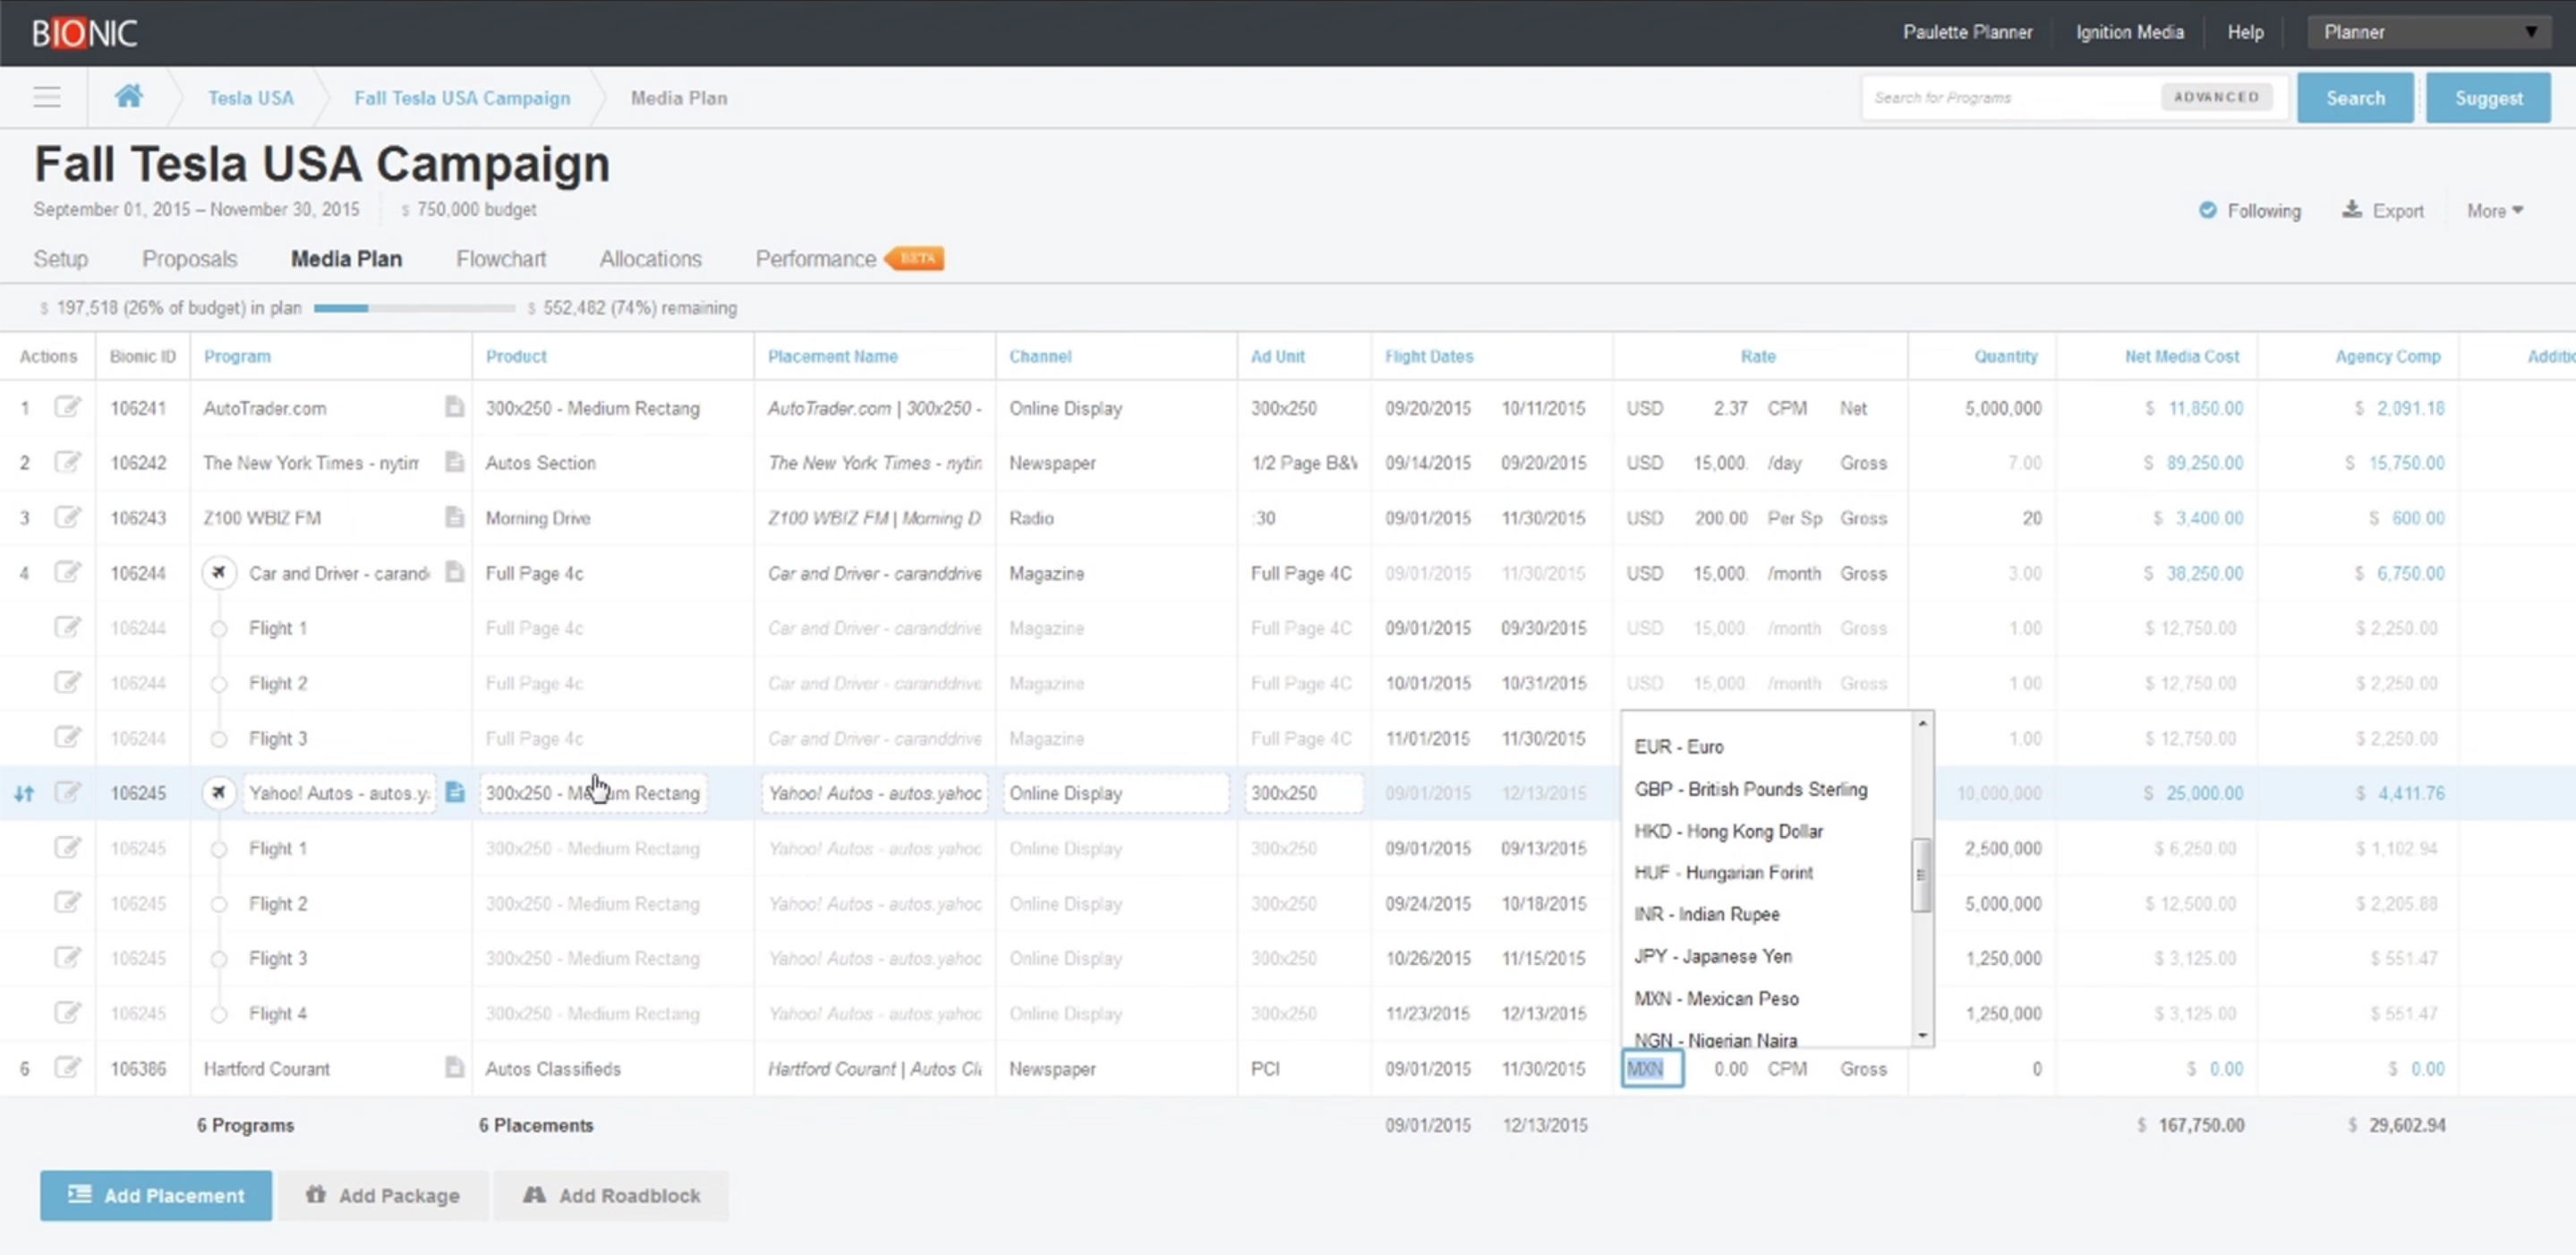 BIONIC Paulette Planner Ignition Media Help Planner
Tesla USA Fall Tesla USA Campaign Media Plan Search for Programs ADVANCED Search Suggest
Fall Tesla USA Campaign
September 01, 2015 – November 30, 2015 $ 750,000 budget Following Export More
Setup Proposals Media Plan Flowchart Allocations Performance BETA
$ 197,518 (26% of budget) in plan $ 552,482 (74%) remaining
Actions Bionic ID Program Product Placement Name Channel Ad Unit Flight Dates Rate Quantity Net Media Cost Agency Comp Additic
1 106241 AutoTrader.com 300x250 - Medium Rectang AutoTrader.com | 300x250 - Online Display 300x250 09/20/2015 10/11/2015 USD 2.37 CPM Net 5,000,000 $ 11,850.00 $ 2,091.18
2 106242 The New York Times - nytim Autos Section The New York Times - nytin Newspaper 1/2 Page B&W 09/14/2015 09/20/2015 USD 15,000. /day Gross 7.00 $ 89,250.00 $ 15,750.00
3 106243 Z100 WBIZ FM Morning Drive Z100 WBIZ FM | Morning D Radio :30 09/01/2015 11/30/2015 USD 200.00 Per Sp Gross 20 $ 3,400.00 $ 600.00
4 106244 Car and Driver - carand Full Page 4c Car and Driver - caranddrive Magazine Full Page 4C 09/01/2015 11/30/2015 USD 15,000. /month Gross 3.00 $ 38,250.00 $ 6,750.00
106244 Flight 1 Full Page 4c Car and Driver - caranddrive Magazine Full Page 4C 09/01/2015 09/30/2015 USD 15,000 /month Gross 1.00 $ 12,750.00 $ 2,250.00
106244 Flight 2 Full Page 4c Car and Driver - caranddrive Magazine Full Page 4C 10/01/2015 10/31/2015 USD 15,000 /month Gross 1.00 $ 12,750.00 $ 2,250.00
106244 Flight 3 Full Page 4c Car and Driver - caranddrive Magazine Full Page 4C 11/01/2015 11/30/2015 1.00 $ 12,750.00 $ 2,250.00
EUR - Euro
106245 Yahoo! Autos - autos.y 300x250 - Medium Rectang Yahoo! Autos - autos.yahoc Online Display 300x250 09/01/2015 12/13/2015 GBP - British Pounds Sterling 10,000,000 $ 25,000.00 $ 4,411.76
HKD - Hong Kong Dollar
106245 Flight 1 300x250 - Medium Rectang Yahoo! Autos - autos.yahoc Online Display 300x250 09/01/2015 09/13/2015 2,500,000 $ 6,250.00 $ 1,102.94
HUF - Hungarian Forint
106245 Flight 2 300x250 - Medium Rectang Yahoo! Autos - autos.yahoc Online Display 300x250 09/24/2015 10/18/2015 5,000,000 $ 12,500.00 $ 2,205.88
INR - Indian Rupee
106245 Flight 3 300x250 - Medium Rectang Yahoo! Autos - autos.yahoc Online Display 300x250 10/26/2015 11/15/2015 JPY - Japanese Yen 1,250,000 $ 3,125.00 $ 551.47
MXN - Mexican Peso
106245 Flight 4 300x250 - Medium Rectang Yahoo! Autos - autos.yahoc Online Display 300x250 11/23/2015 12/13/2015 1,250,000 $ 3,125.00 $ 551.47
NGN - Nigerian Naira
6 106386 Hartford Courant Autos Classifieds Hartford Courant | Autos Cla Newspaper PCI 09/01/2015 11/30/2015 MXN 0.00 CPM Gross 0 $ 0.00 $ 0.00
6 Programs 6 Placements 09/01/2015 12/13/2015 $ 167,750.00 $ 29,602.94
Add Placement Add Package Add Roadblock